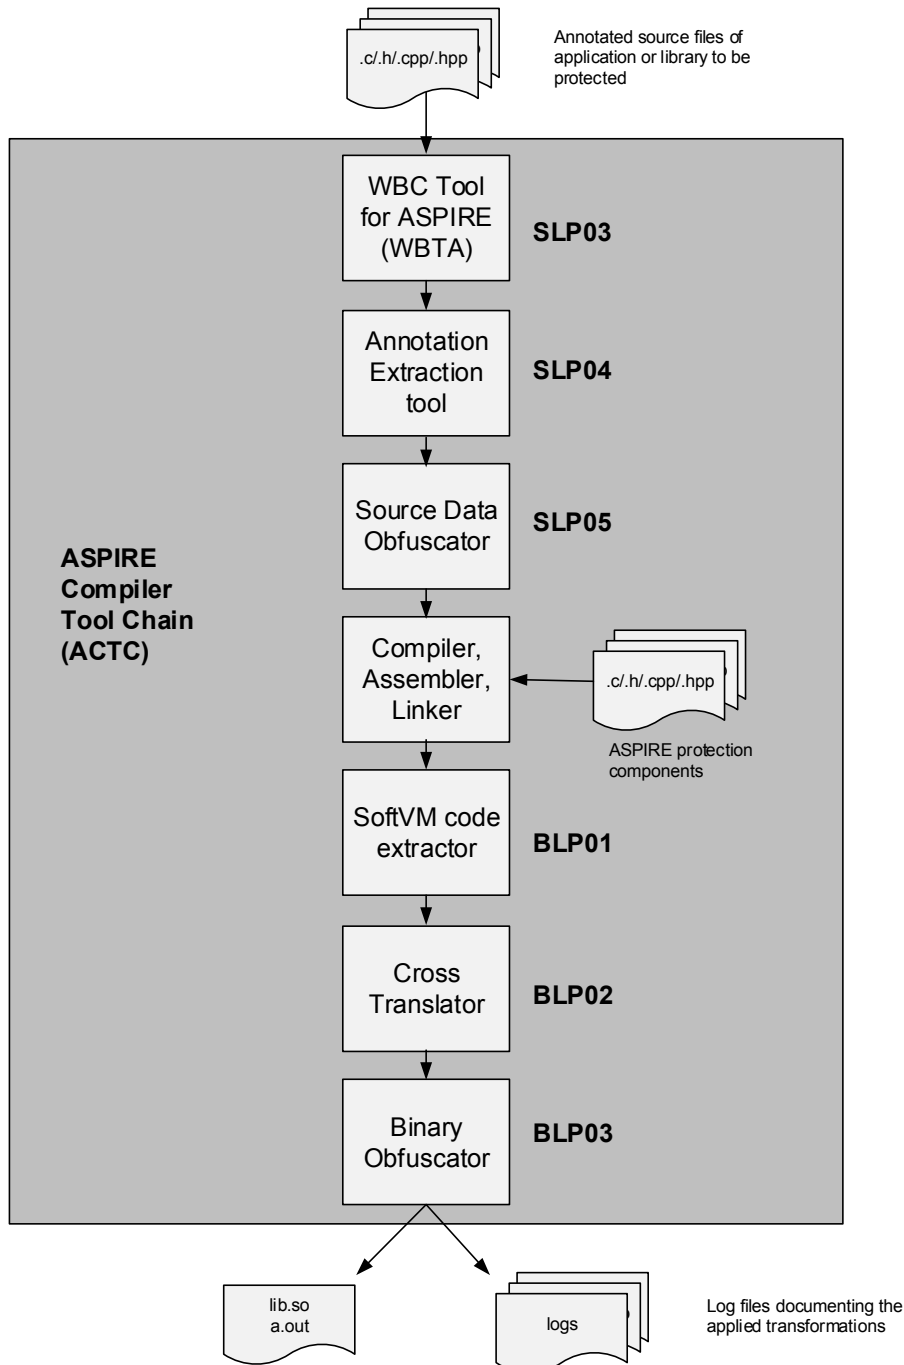 .c/.h/.cpp/.hpp
Annotated source files of
application or library to be
protected
WBC Tool
for ASPIRE
(WBTA)
SLP03
Annotation
Extraction
tool
SLP04
Source Data
Obfuscator
SLP05
ASPIRE
Compiler
Tool Chain
(ACTC)
Compiler,
Assembler,
Linker
.c/.h/.cpp/.hpp
ASPIRE protection
components
SoftVM code
extractor
BLP01
Cross
Translator
BLP02
Binary
Obfuscator
BLP03
lib.so
a.out
logs
Log files documenting the
applied transformations